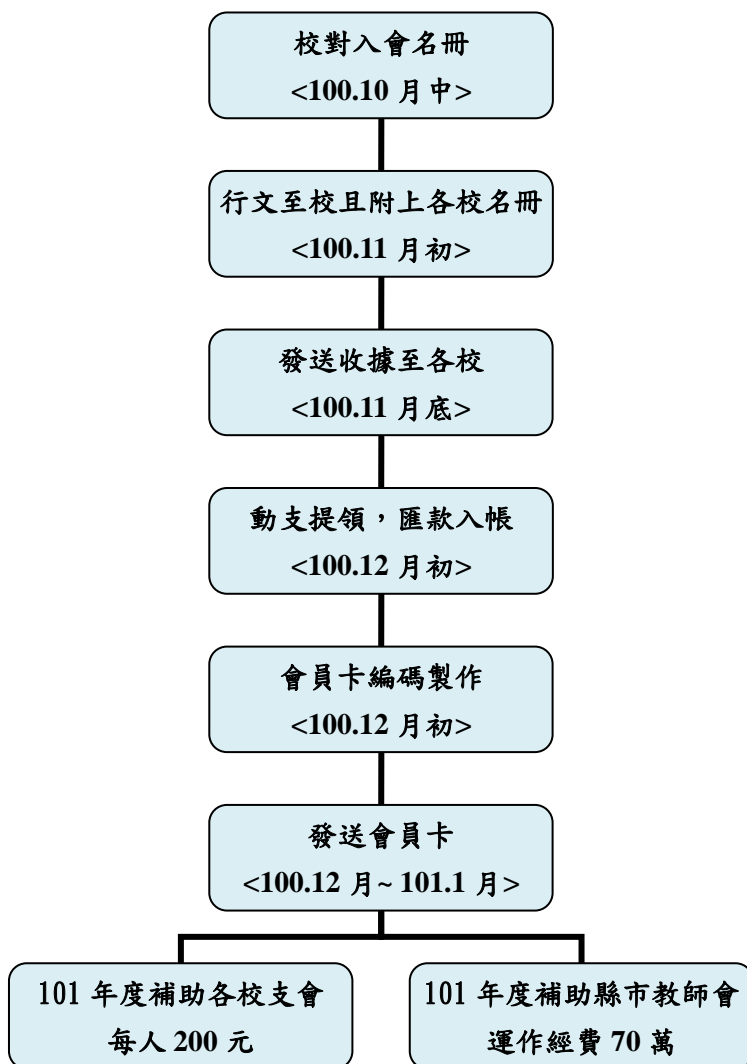 校對入會名冊
<100.10 月中>
行文至校且附上各校名冊
<100.11 月初>
發送收據至各校
<100.11 月底>
動支提領，匯款入帳
<100.12 月初>
會員卡編碼製作
<100.12 月初>
發送會員卡
<100.12 月~ 101.1 月>
101 年度補助各校支會
每人 200 元
101 年度補助縣市教師會
運作經費 70 萬